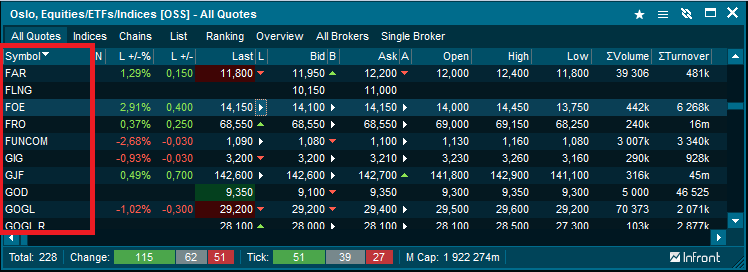 Oslo, Equities/ETFs/Indices [OSS] - All Quotes
All Quotes Indices Chains List Ranking Overview All Brokers Single Broker
Symbol N L +/-% L +/- Last L Bid B Ask A Open High Low ΣVolume ΣTurnover
FAR 1,29% 0,150 11,800 11,950 12,200 12,000 12,400 11,800 39 306 481k
FLNG 10,150 11,000
FOE 2,91% 0,400 14,150 14,100 14,150 14,000 14,450 13,750 442k 6 268k
FRO 0,37% 0,250 68,550 68,550 68,550 69,000 69,150 68,250 240k 16m
FUNCOM -2,68% -0,030 1,090 1,080 1,100 1,130 1,160 1,080 3 007k 3 340k
GIG -0,93% -0,030 3,200 3,200 3,210 3,230 3,260 3,160 290k 928k
GJF 0,49% 0,700 142,600 142,600 142,700 141,800 142,900 141,100 316k 45m
GOD 9,350 9,100 9,350 9,300 9,350 9,300 5 000 46 525
GOGL -1,02% -0,300 29,200 29,200 29,400 29,500 29,600 29,200 70 373 2 071k
GOGL R 28,100 28,000 28,100 28,000 28,500 27,500 103k 2,877k
Total: 228 Change: 115 62 51 Tick: 51 39 27 M Cap: 1 922 274m Infront